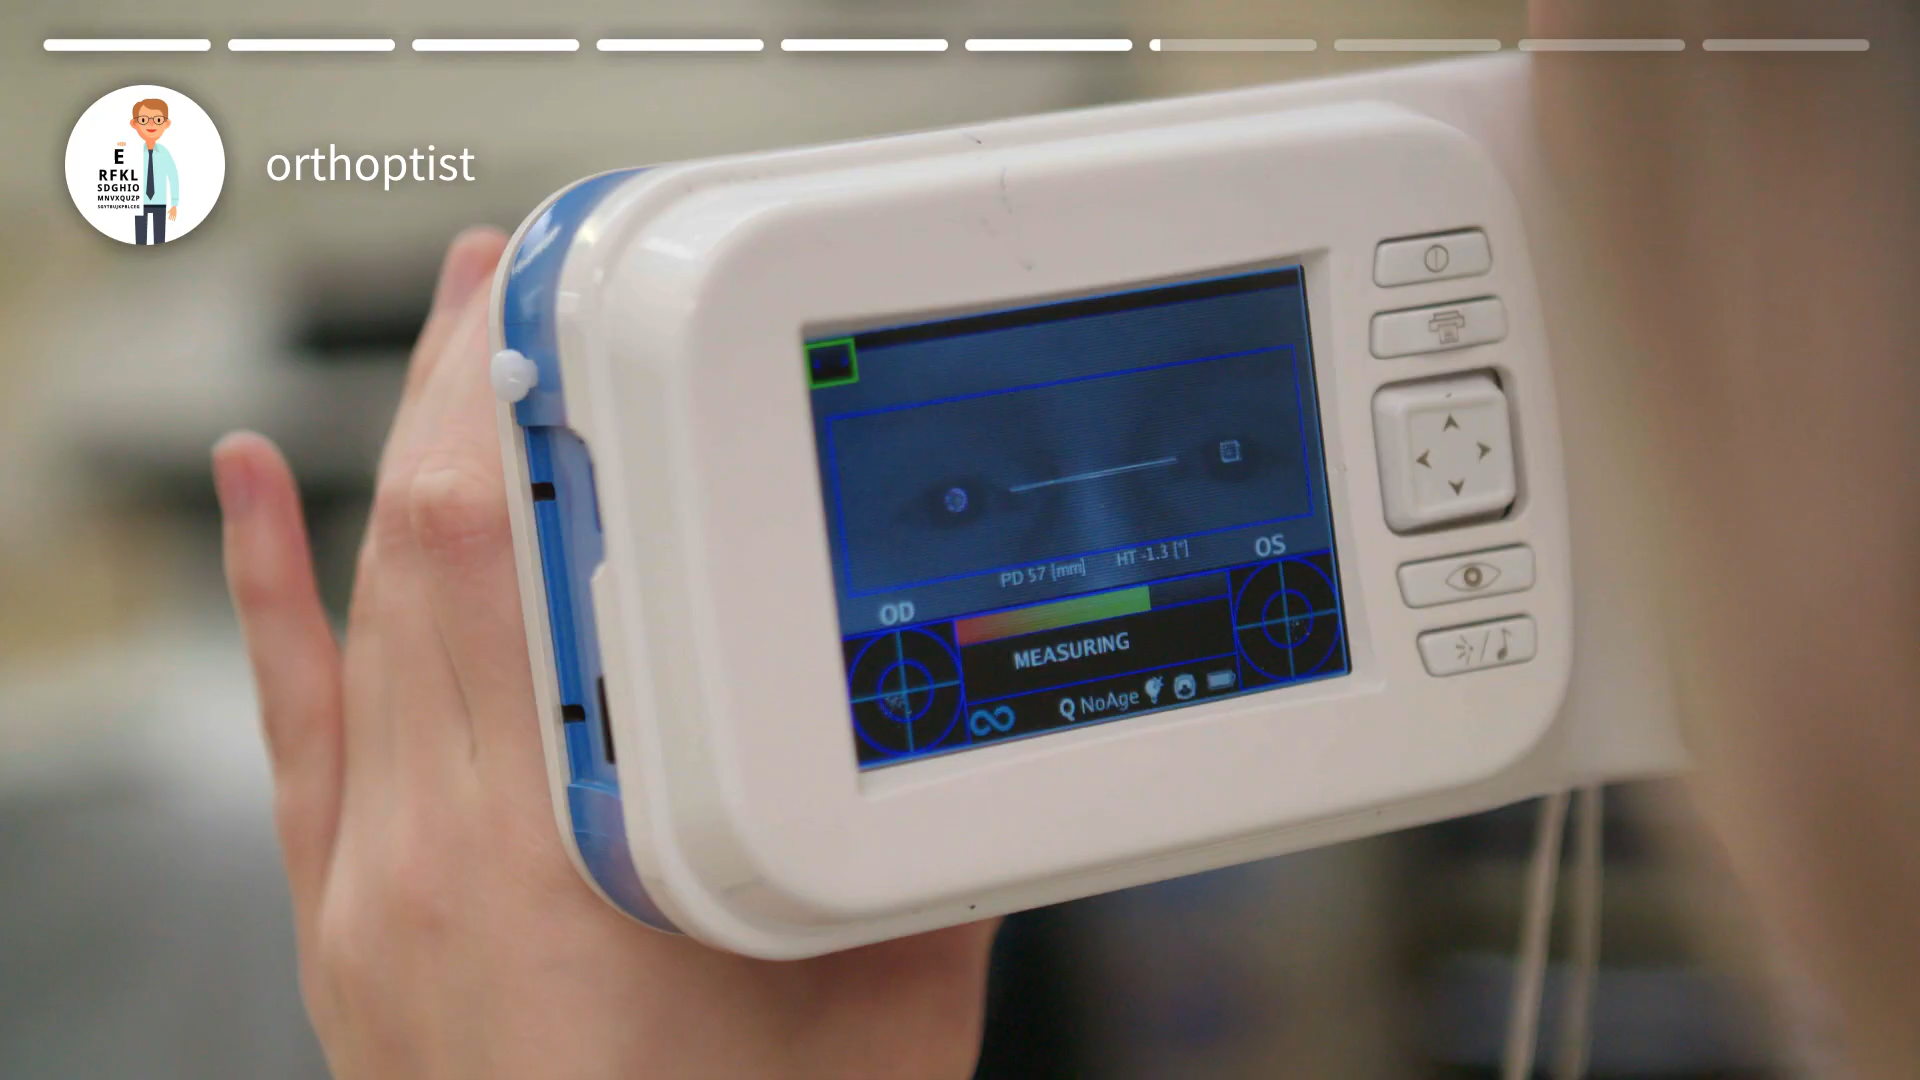 E
RFKL
SDGHIO
MNVXQUZP
orthoptist
PD 57 [mm] HT -1.3 [°]
OD
OS
MEASURING
Q NoAge